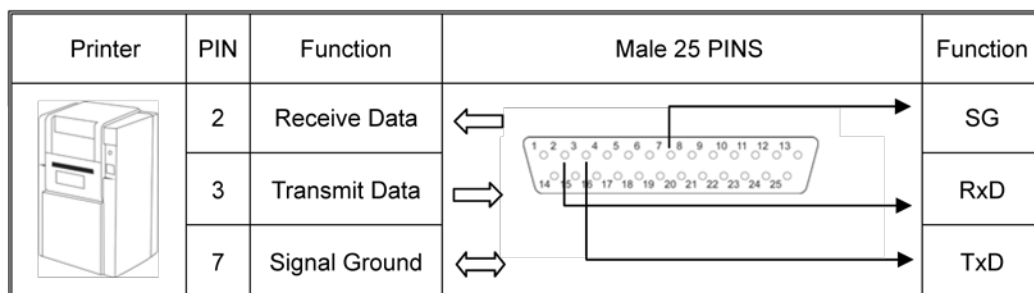 Printer PIN Function Male 25 PINS Function
2 Receive Data SG
1 2 3 4 5 6 7 8 9 10 11 12 13
14 15 16 17 18 19 20 21 22 23 24 25
3 Transmit Data RxD
7 Signal Ground TxD